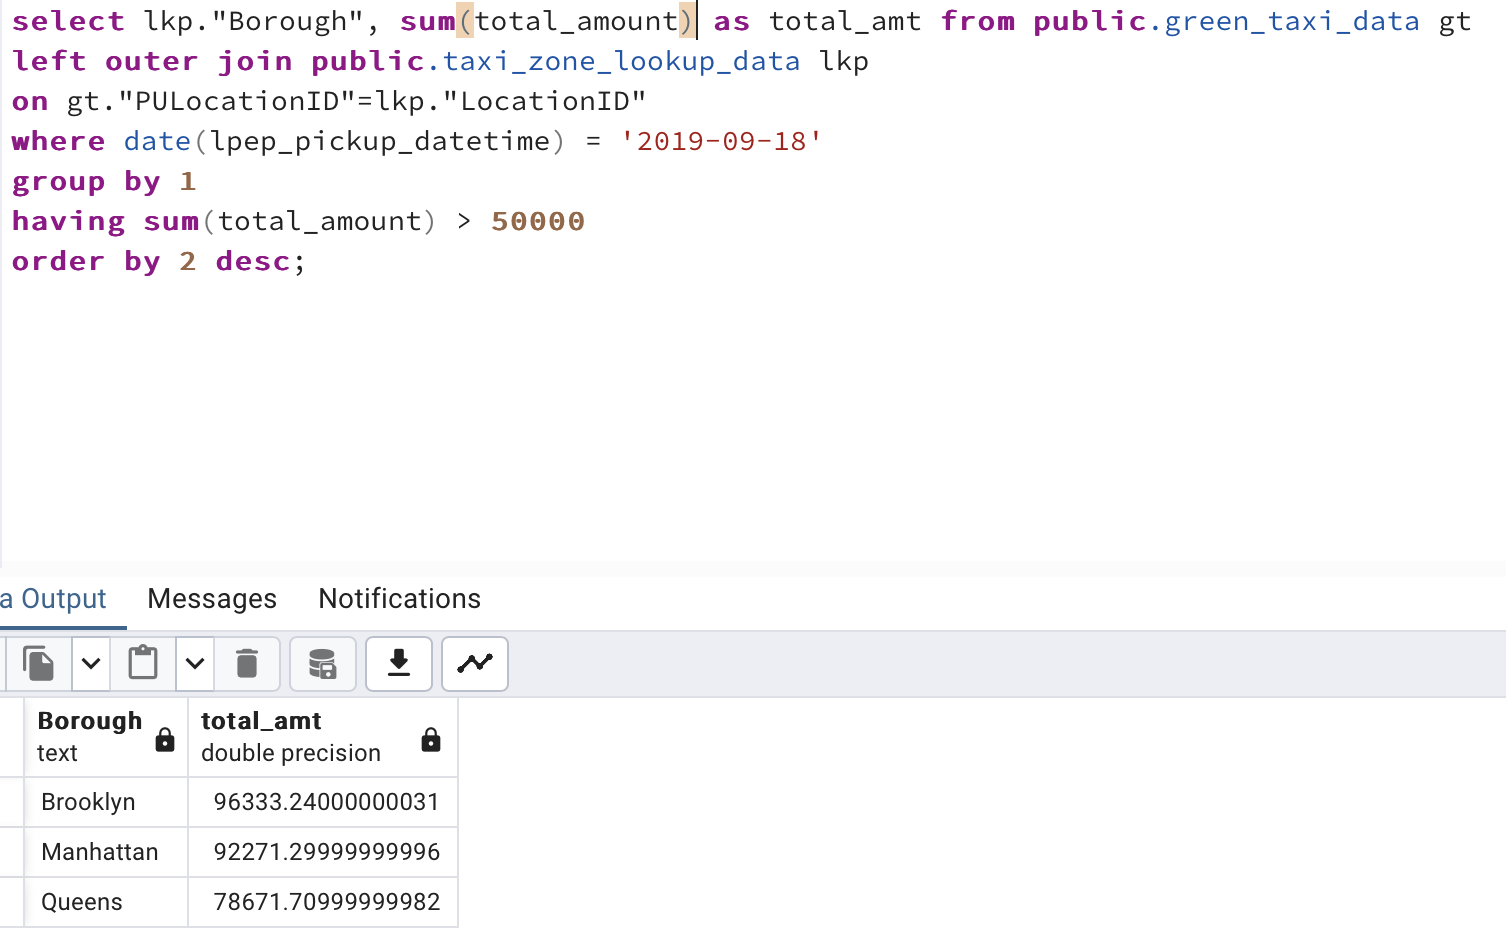 select lkp."Borough", sum(total_amount) as total_amt from public.green_taxi_data gt
left outer join public.taxi_zone_lookup_data lkp
on gt."PULocationID"=lkp."LocationID"
where date(lpep_pickup_datetime) = '2019-09-18'
group by 1
having sum(total_amount) > 50000
order by 2 desc;
a Output Messages Notifications
Borough total_amt
text double precision
Brooklyn 96333.24000000031
Manhattan 92271.29999999996
Queens 78671.70999999982